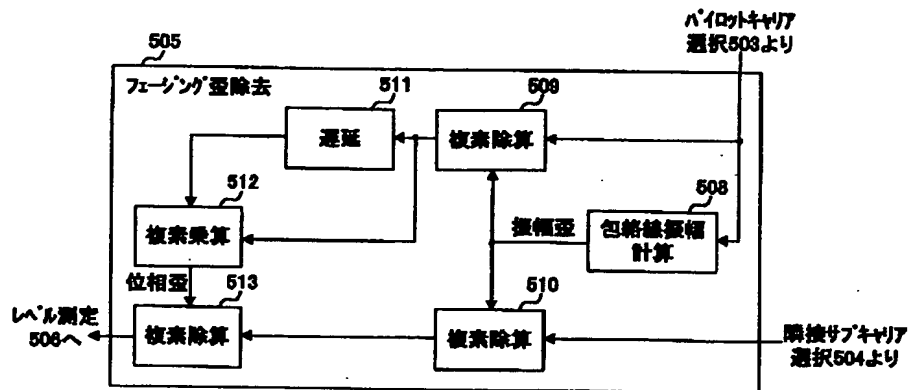 パイロットキャリア
選択503より
505
フェージング歪除去
511
遅延
509
複素除算
512
複素乗算
508
包絡線振幅
計算
振幅歪
位相歪
513
複素除算
510
複素除算
レベル測定
506へ
隣接サブキャリア
選択504より